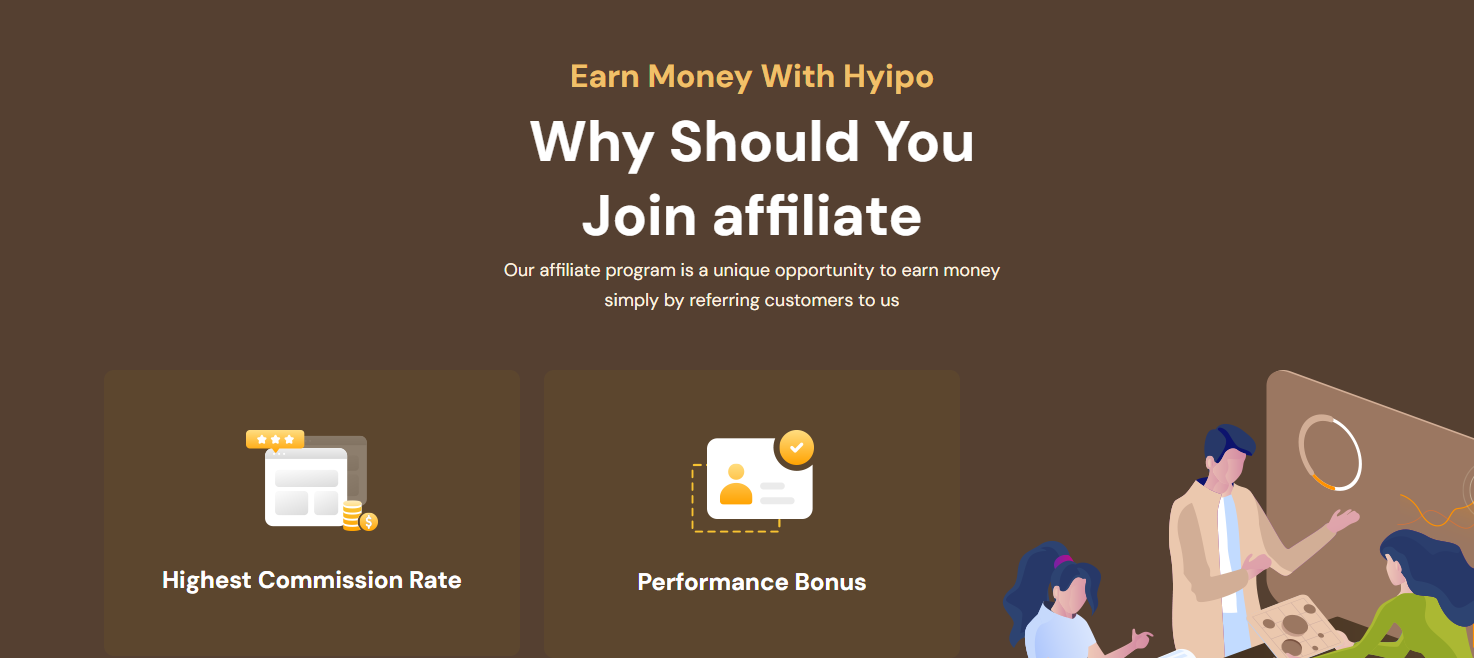 Earn Money With Hyipo
Why Should You
Join affiliate
Our affiliate program is a unique opportunity to earn money
simply by referring customers to us
Highest Commission Rate
Performance Bonus